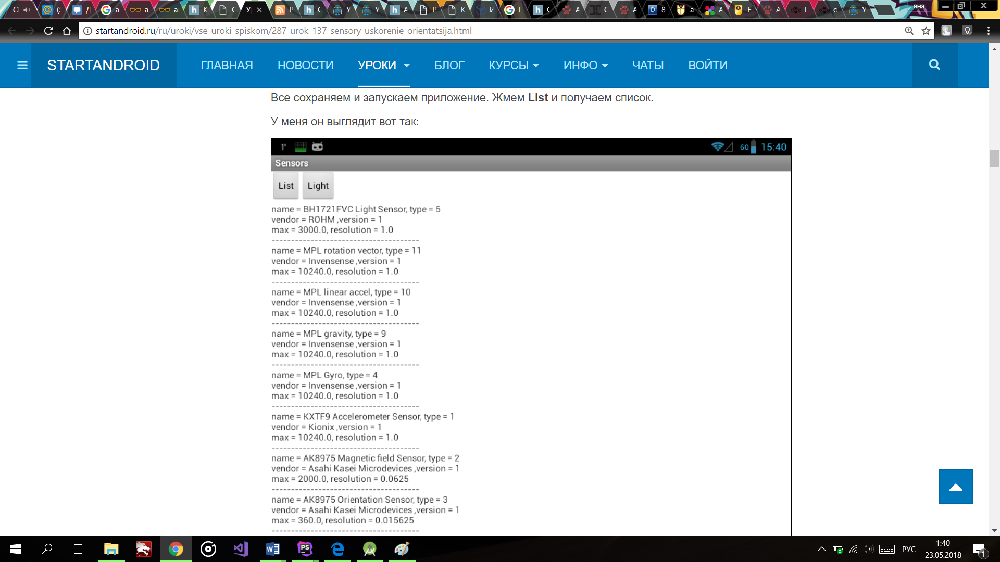 яна
startandroid.ru/ru/uroki/vse-uroki-spiskom/287-urok-137-sensory-uskorenie-orientatsija.html
STARTANDROID ГЛАВНАЯ НОВОСТИ УРОКИ БЛОГ КУРСЫ ИНФО ЧАТЫ ВОЙТИ
Все сохраняем и запускаем приложение. Жмем List и получаем список.
У меня он выглядит вот так:
60 15:40
Sensors
List Light
name = BH1721FVC Light Sensor, type = 5
vendor = ROHM ,version = 1
max = 3000.0, resolution = 1.0
--------------------------------------
name = MPL rotation vector, type = 11
vendor = Invensense ,version = 1
max = 10240.0, resolution = 1.0
--------------------------------------
name = MPL linear accel, type = 10
vendor = Invensense ,version = 1
max = 10240.0, resolution = 1.0
--------------------------------------
name = MPL gravity, type = 9
vendor = Invensense ,version = 1
max = 10240.0, resolution = 1.0
--------------------------------------
name = MPL Gyro, type = 4
vendor = Invensense ,version = 1
max = 10240.0, resolution = 1.0
--------------------------------------
name = KXTF9 Accelerometer Sensor, type = 1
vendor = Kionix ,version = 1
max = 10240.0, resolution = 1.0
--------------------------------------
name = AK8975 Magnetic field Sensor, type = 2
vendor = Asahi Kasei Microdevices ,version = 1
max = 2000.0, resolution = 0.0625
--------------------------------------
name = AK8975 Orientation Sensor, type = 3
vendor = Asahi Kasei Microdevices ,version = 1
max = 360.0, resolution = 0.015625
--------------------------------------
РУС 1:40
23.05.2018 1